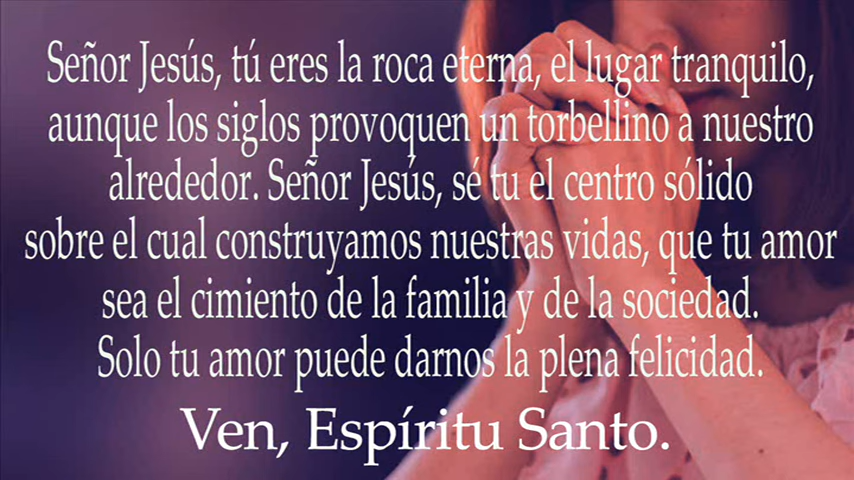 Señor Jesús, tú eres la roca eterna, el lugar tranquilo,
aunque los siglos provoquen un torbellino a nuestro
alrededor. Señor Jesús, sé tu el centro sólido
sobre el cual construyamos nuestras vidas, que tu amor
sea el cimiento de la familia y de la sociedad.
Solo tu amor puede darnos la plena felicidad.
Ven, Espíritu Santo.